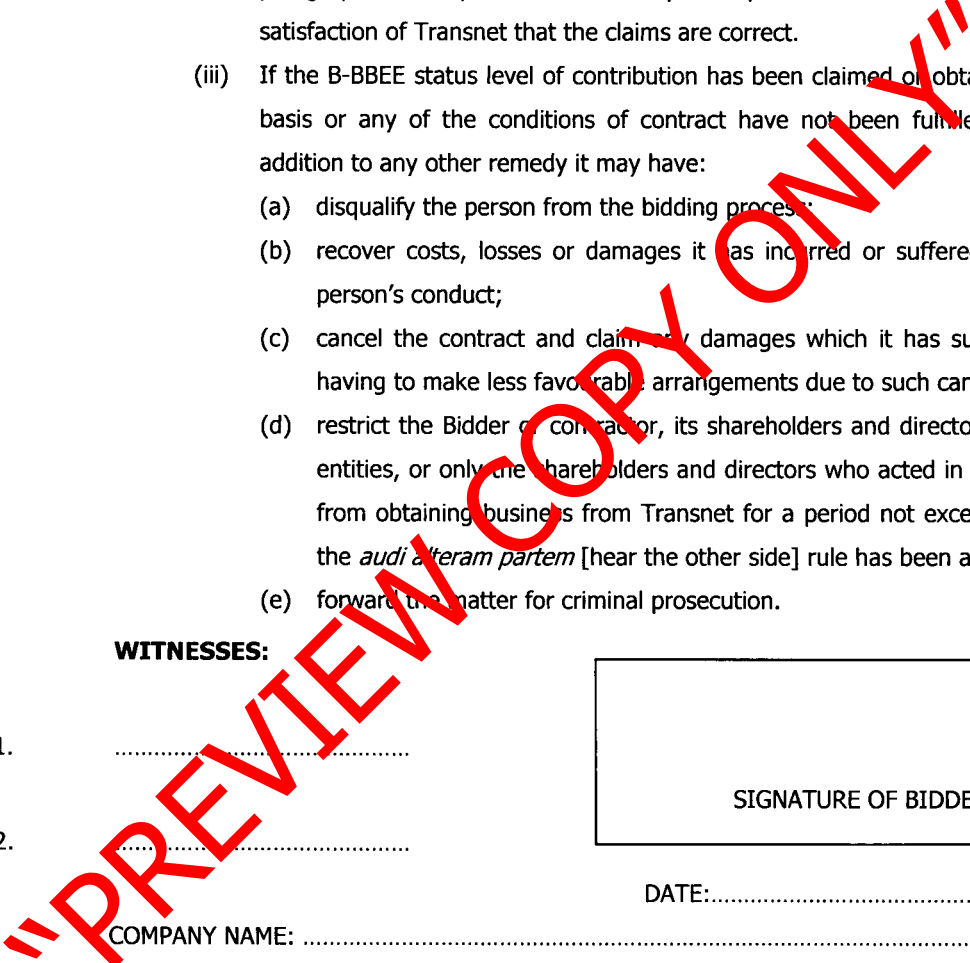 satisfaction of Transnet that the claims are correct.
(iii) If the B-BBEE status level of contribution has been claimed or
basis or any of the conditions of contract have not been
addition to any other remedy it may have:
(a) disqualify the person from the bidding process;
(b) recover costs, losses or damages it has incurred or
person's conduct;
(c) cancel the contract and claim any damages which it has
having to make less favourable arrangements due to such
(d) restrict the Bidder or contractor, its shareholders and
entities, or only the shareholders and directors who acted in
from obtaining business from Transnet for a period not
the audi alteram partem [hear the other side] rule has been
(e) forward the matter for criminal prosecution.
WITNESSES:
1. ............................................
SIGNATURE OF
2. ............................................
DATE:........................................
COMPANY NAME: ................................................................................
"PREVIEW COPY ONLY"